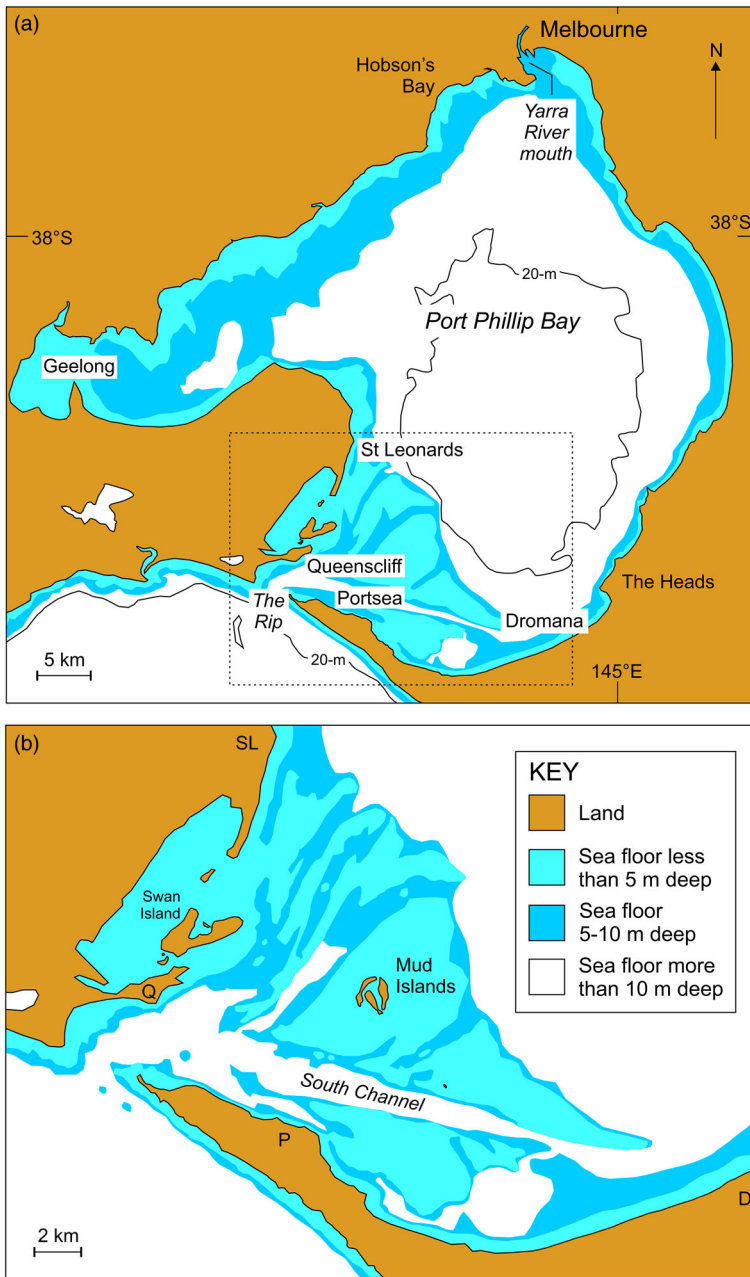 (a)
Melbourne
Hobson's
Bay
N
Yarra
River
mouth
38°S
38°S
20-m
Port Phillip Bay
Geelong
St Leonards
Queenscliff
The Heads
Portsea
The
Rip
Dromana
20-m
5 km
145°E
(b)
SL
KEY
Land
Sea floor less
than 5 m deep
Sea floor
5-10 m deep
Sea floor more
than 10 m deep
Swan
Island
Mud
Islands
Q
South Channel
P
D
2 km